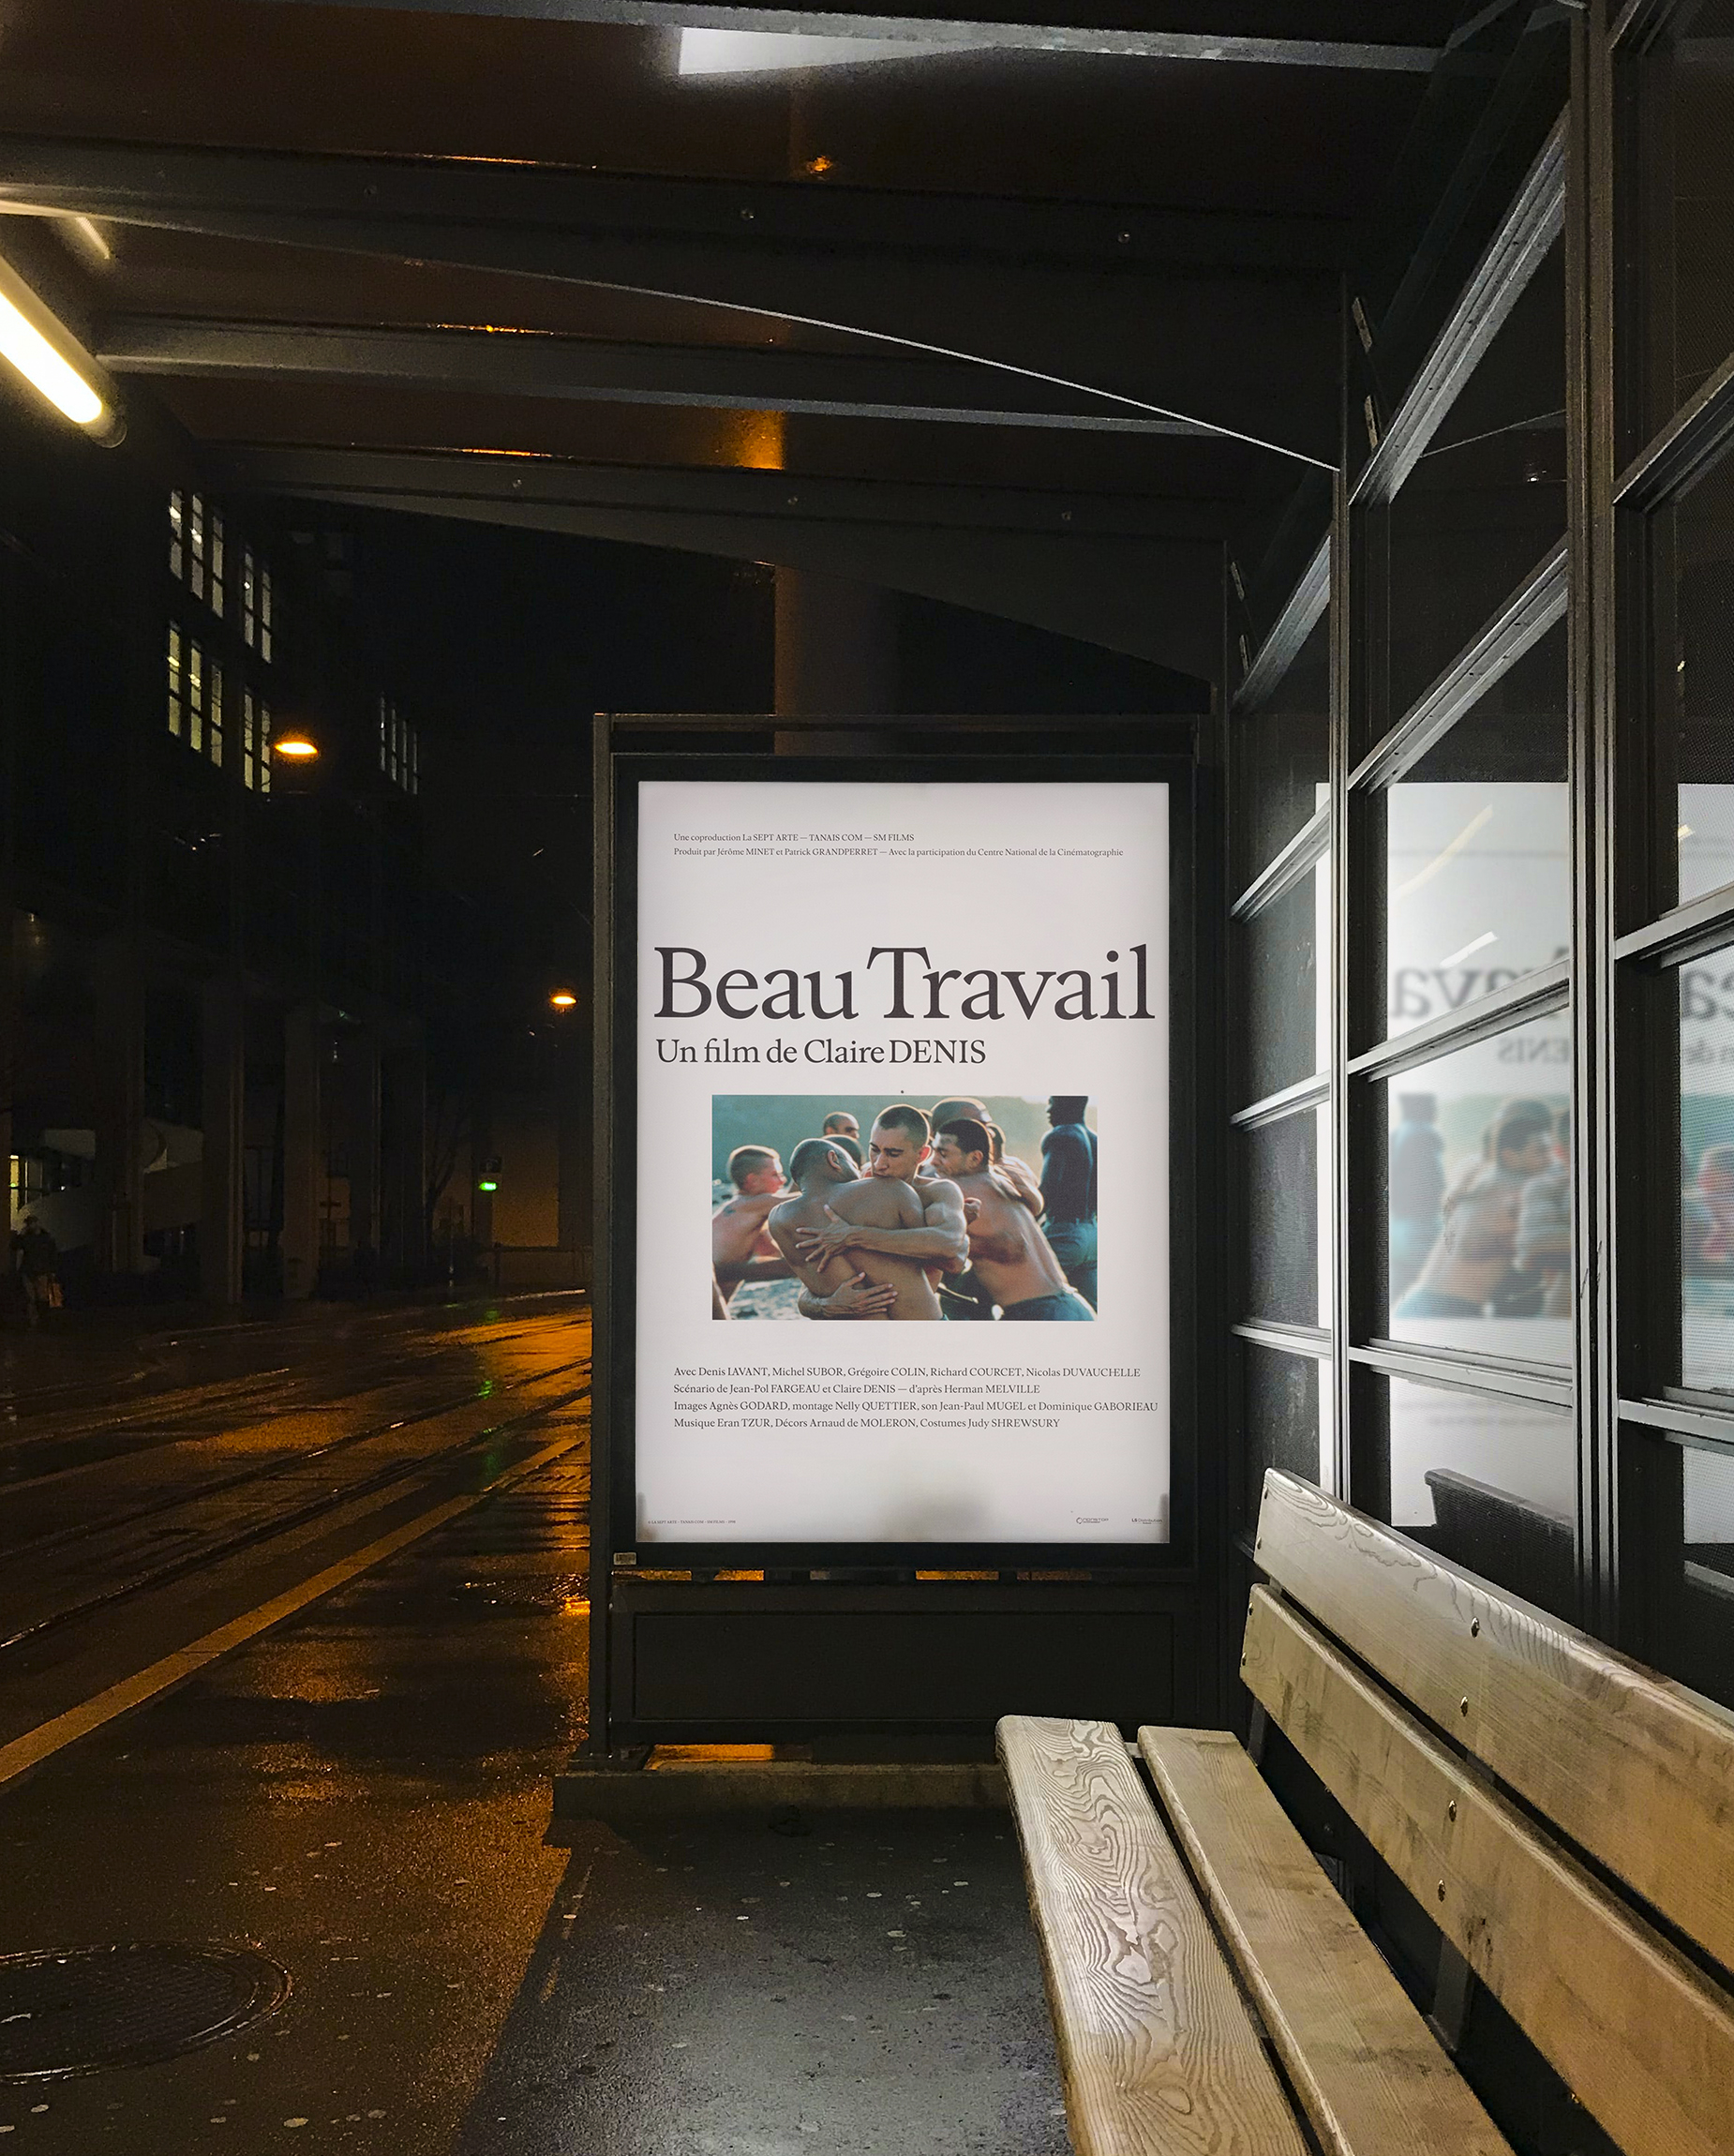 Une coproduction La SEPT ARTE — TANAIS COM — SM FILMS
Produit par Jérôme MINET et Patrick GRANDPERRET — Avec la participation du Centre National de la Cinématographie
Beau Travail
Un film de Claire DENIS
Avec Denis LAVANT, Michel SUBOR, Grégoire COLIN, Richard COURCET, Nicolas DUVAUCHELLE
Scénario de Jean-Pol FARGEAU et Claire DENIS — d'après Herman MELVILLE
Images Agnès GODARD, montage Nelly QUETTIER, son Jean-Paul MUGEL et Dominique GABORIEAU
Musique Eran TZUR, Décors Arnaud de MOLERON, Costumes Judy SHREWSURY